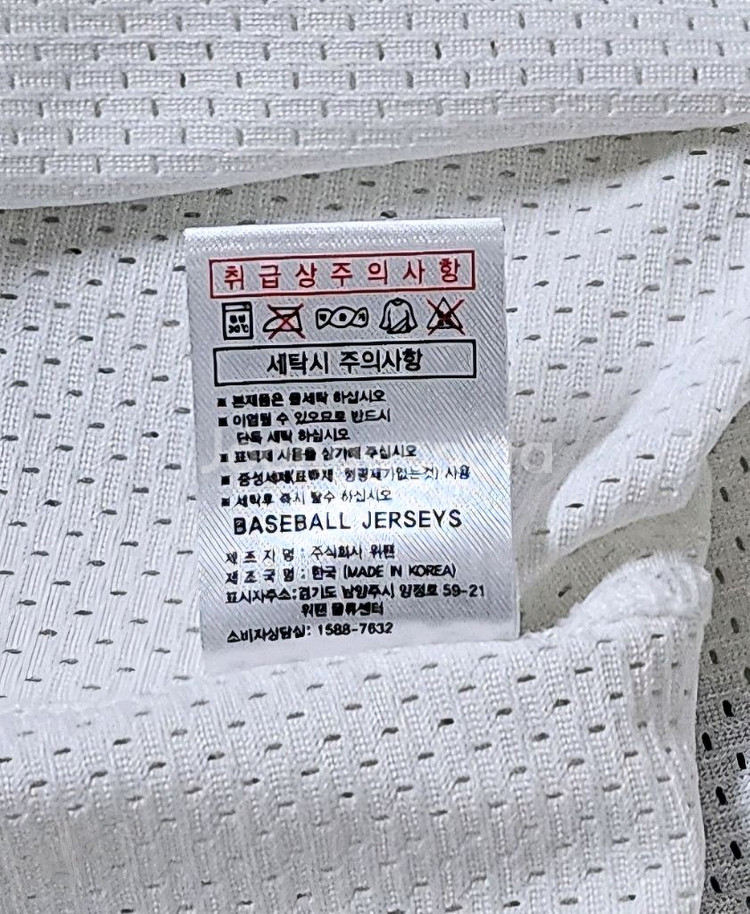 취급상주의사항
30℃
세탁시 주의사항
■ 본제품은 물세탁 하십시오
■ 이염될 수 있으므로 반드시
단독 세탁 하십시오
■ 표백제 사용을 삼가해 주십시오
■ 중성세제(표백제 형광제가없는것) 사용
■ 세탁후 즉시 탈수 하십시오
BASEBALL JERSEYS
제 조 자 명 : 주식회사 위팬
제 조 국 명 : 한국 (MADE IN KOREA)
표시자주소:경기도 남양주시 양정로 59-21
위팬 물류센터
소비자상담실: 1588-7632